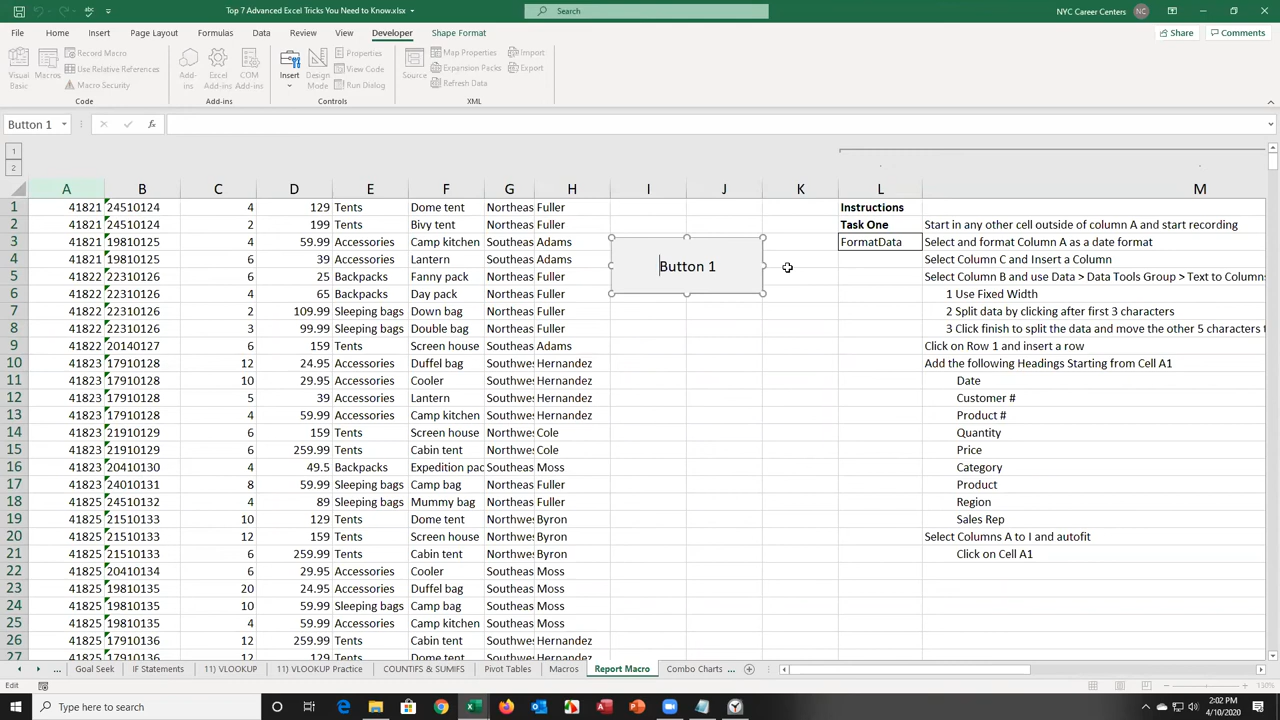 Top 7 Advanced Excel Tricks You Need to Know.xlsx
Search
NYC Career Centers
NC
File
Home
Insert
Page Layout
Formulas
Data
Review
View
Developer
Shape Format
Share
Comments
Visual Basic
Macros
Record Macro
Use Relative References
Macro Security
Code
Add-ins
Excel Add-ins
COM Add-ins
Add-ins
Insert
Design Mode
Properties
View Code
Run Dialog
Controls
Source
Map Properties
Expansion Packs
Refresh Data
Import
Export
XML
Button 1
fx
1
2
A B C D E F G H I J K L M
1 41821 24510124 4 129 Tents Dome tent Northeas Fuller Instructions
2 41821 24510124 2 199 Tents Bivy tent Northeas Fuller Task One Start in any other cell outside of column A and start recording
3 41821 19810125 4 59.99 Accessories Camp kitchen Southeas Adams FormatData Select and format Column A as a date format
4 41821 19810125 6 39 Accessories Lantern Southeas Adams Select Column C and Insert a Column
5 41822 22310126 6 25 Backpacks Fanny pack Northeas Fuller Select Column B and use Data > Data Tools Group > Text to Columns
6 41822 22310126 4 65 Backpacks Day pack Northeas Fuller 1 Use Fixed Width
7 41822 22310126 2 109.99 Sleeping bags Down bag Northeas Fuller 2 Split data by clicking after first 3 characters
8 41822 22310126 3 99.99 Sleeping bags Double bag Northeas Fuller 3 Click finish to split the data and move the other 5 characters t
9 41822 20140127 6 159 Tents Screen house Northeas Adams Click on Row 1 and insert a row
10 41823 17910128 12 24.95 Accessories Duffel bag Southwes Hernandez Add the following Headings Starting from Cell A1
11 41823 17910128 10 29.95 Accessories Cooler Southwes Hernandez Date
12 41823 17910128 5 39 Accessories Lantern Southwes Hernandez Customer #
13 41823 17910128 4 59.99 Accessories Camp kitchen Southwes Hernandez Product #
14 41823 21910129 6 159 Tents Screen house Northwes Cole Quantity
15 41823 21910129 6 259.99 Tents Cabin tent Northwes Cole Price
16 41823 20410130 4 49.5 Backpacks Expedition pac Southeas Moss Category
17 41823 24010131 8 59.99 Sleeping bags Camp bag Northeas Fuller Product
18 41825 24510132 4 89 Sleeping bags Mummy bag Northeas Fuller Region
19 41825 21510133 10 129 Tents Dome tent Northwes Byron Sales Rep
20 41825 21510133 12 159 Tents Screen house Northwes Byron Select Columns A to I and autofit
21 41825 21510133 6 259.99 Tents Cabin tent Northwes Byron Click on Cell A1
22 41825 20410134 6 29.95 Accessories Cooler Southeas Moss
23 41825 19810135 20 24.95 Accessories Duffel bag Southeas Moss
24 41825 19810135 10 59.99 Sleeping bags Camp bag Southeas Moss
25 41825 19810135 4 59.99 Accessories Camp kitchen Southeas Moss
26 41825 17910136 12 259.99 Tents Cabin tent Southwes Hernandez
27
Button 1
... Goal Seek IF Statements 11) VLOOKUP 11) VLOOKUP Practice COUNTIFS & SUMIFS Pivot Tables Macros Report Macro Combo Charts ...
Edit
130%
Type here to search
2:02 PM
4/10/2020